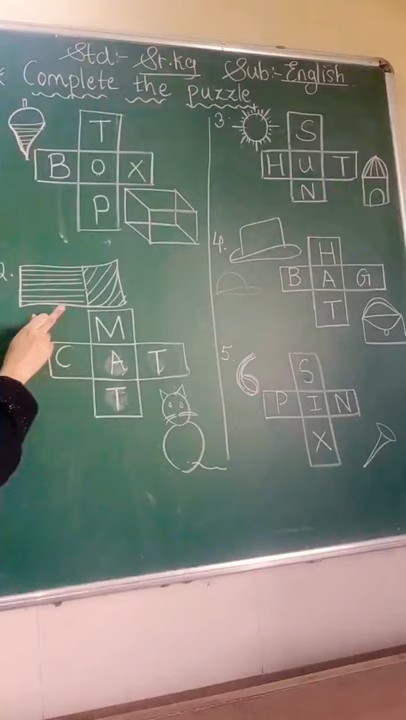 Std:- Sr.kg Sub:- English
Complete the puzzle
T
B O X
P
2.
M
C A T
T
3.
S
H U T
N
4.
H
B A G
T
5.
6
S
P I N
X